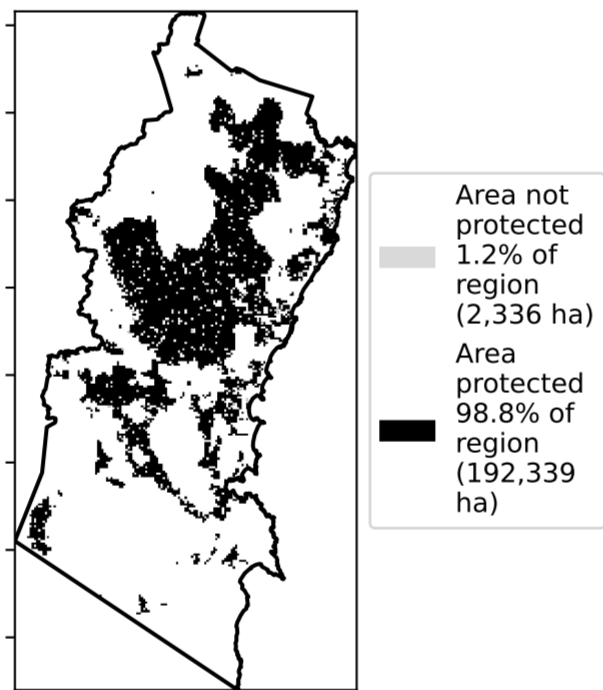 Area not
protected
1.2% of
region
(2,336 ha)
Area
protected
98.8% of
region
(192,339
ha)